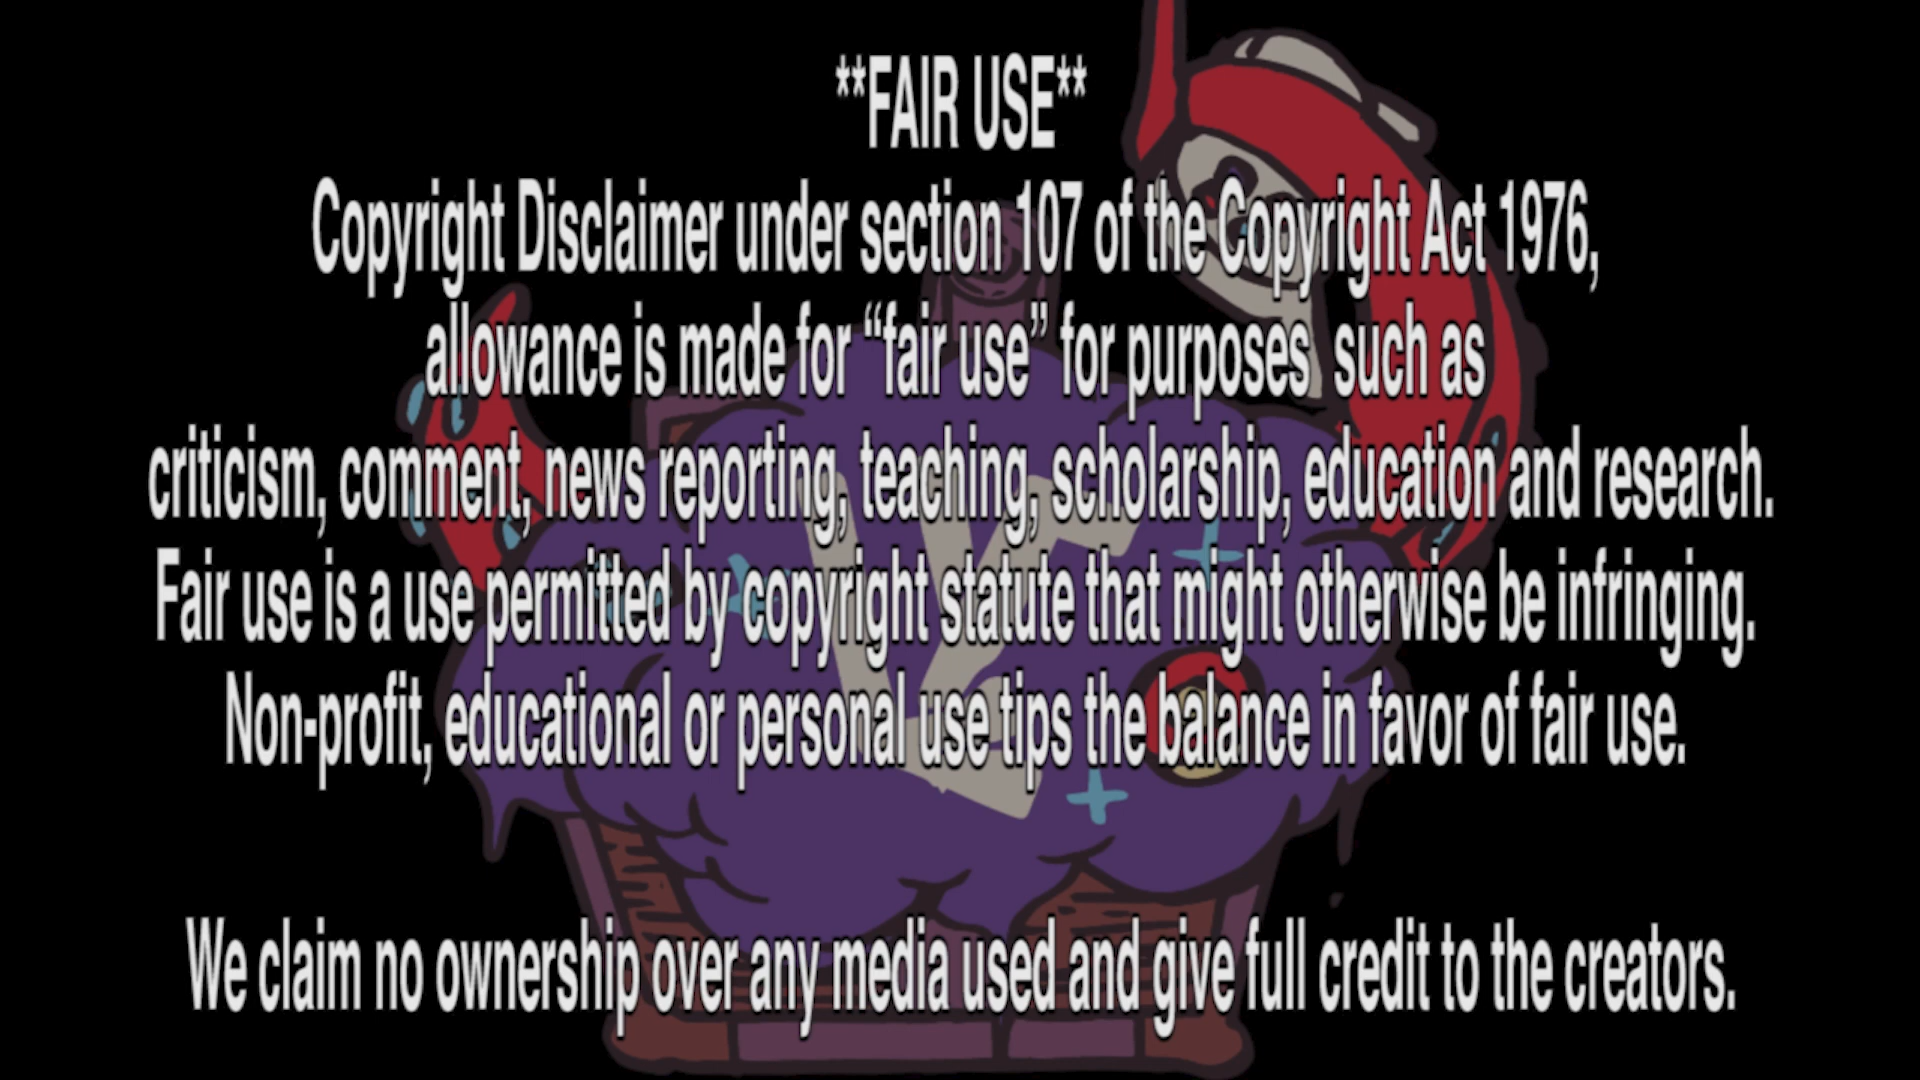 **FAIR USE**
Copyright Disclaimer under section 107 of the Copyright Act 1976,
allowance is made for “fair use” for purposes  such as
criticism, comment, news reporting, teaching, scholarship, education and research.
Fair use is a use permitted by copyright statute that might otherwise be infringing.
Non-profit, educational or personal use tips the balance in favor of fair use.
We claim no ownership over any media used and give full credit to the creators.